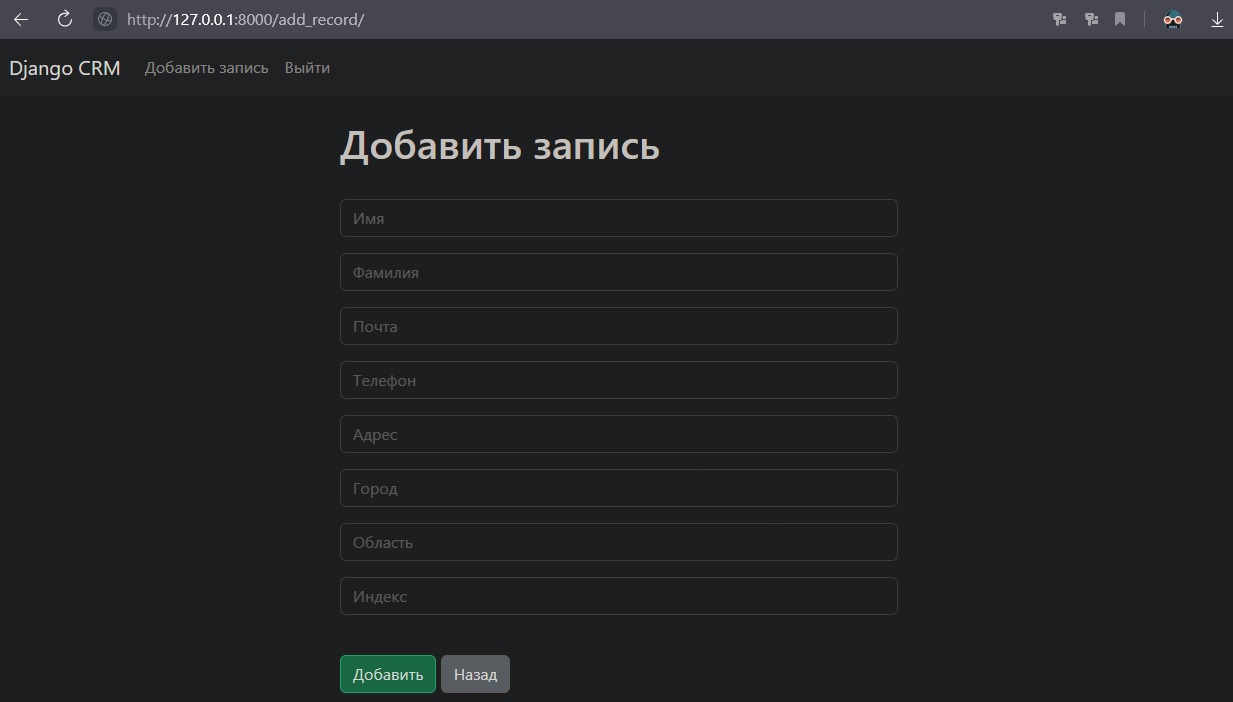 http://127.0.0.1:8000/add_record/
Django CRM Добавить запись Выйти
Добавить запись
Имя
Фамилия
Почта
Телефон
Адрес
Город
Область
Индекс
Добавить Назад